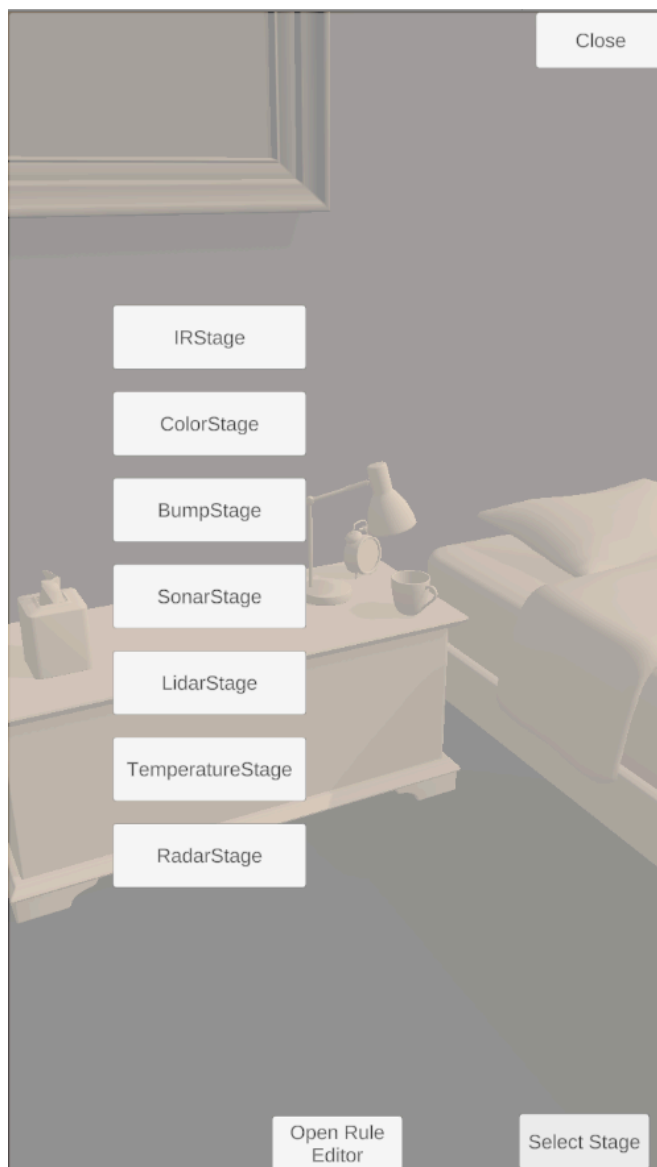 Close
IRStage
ColorStage
BumpStage
SonarStage
LidarStage
TemperatureStage
RadarStage
Open Rule
Editor
Select Stage